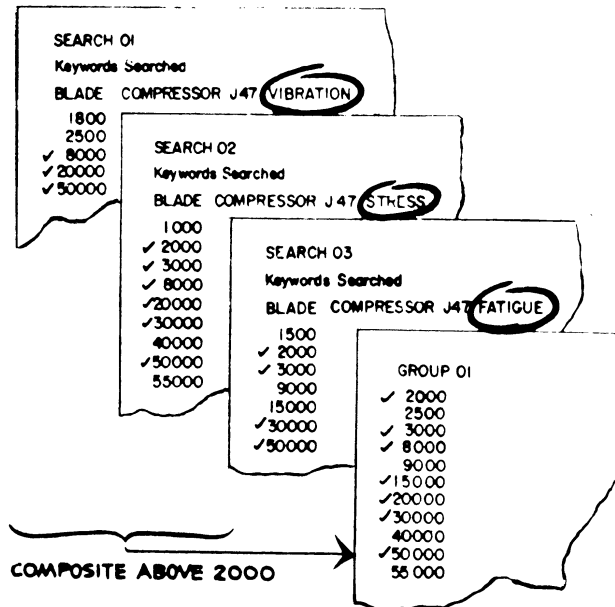 SEARCH 01
Keywords Searched
BLADE COMPRESSOR J47 VIBRATION
1800
2500
✓ 8000
✓ 20000
✓ 50000
SEARCH 02
Keywords Searched
BLADE COMPRESSOR J47 STRESS
1000
✓ 2000
✓ 3000
✓ 8000
✓ 20000
✓ 30000
40000
✓ 50000
55000
SEARCH 03
Keywords Searched
BLADE COMPRESSOR J47 FATIGUE
1500
✓ 2000
✓ 3000
9000
15000
✓ 30000
✓ 50000
GROUP 01
✓ 2000
2500
✓ 3000
✓ 8000
9000
✓ 15000
✓ 20000
✓ 30000
40000
✓ 50000
55000
COMPOSITE ABOVE 2000